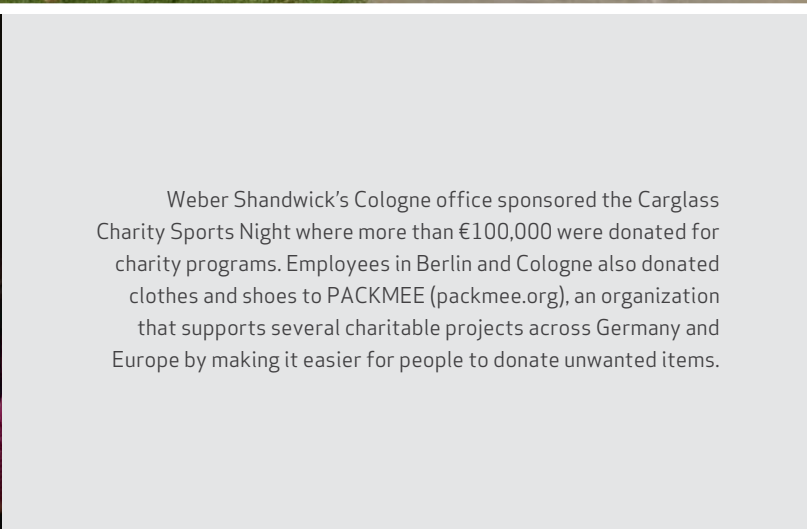 Weber Shandwick’s Cologne office sponsored the Carglass
Charity Sports Night where more than €100,000 were donated for
charity programs. Employees in Berlin and Cologne also donated
clothes and shoes to PACKMEE (packmee.org), an organization
that supports several charitable projects across Germany and
Europe by making it easier for people to donate unwanted items.